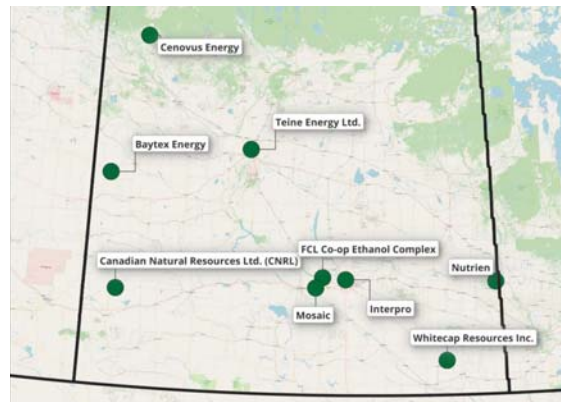 Cenovus Energy
Teine Energy Ltd.
Baytex Energy
FCL Co-op Ethanol Complex
Canadian Natural Resources Ltd. (CNRL)
Nutrien
Mosaic
Interpro
Whitecap Resources Inc.